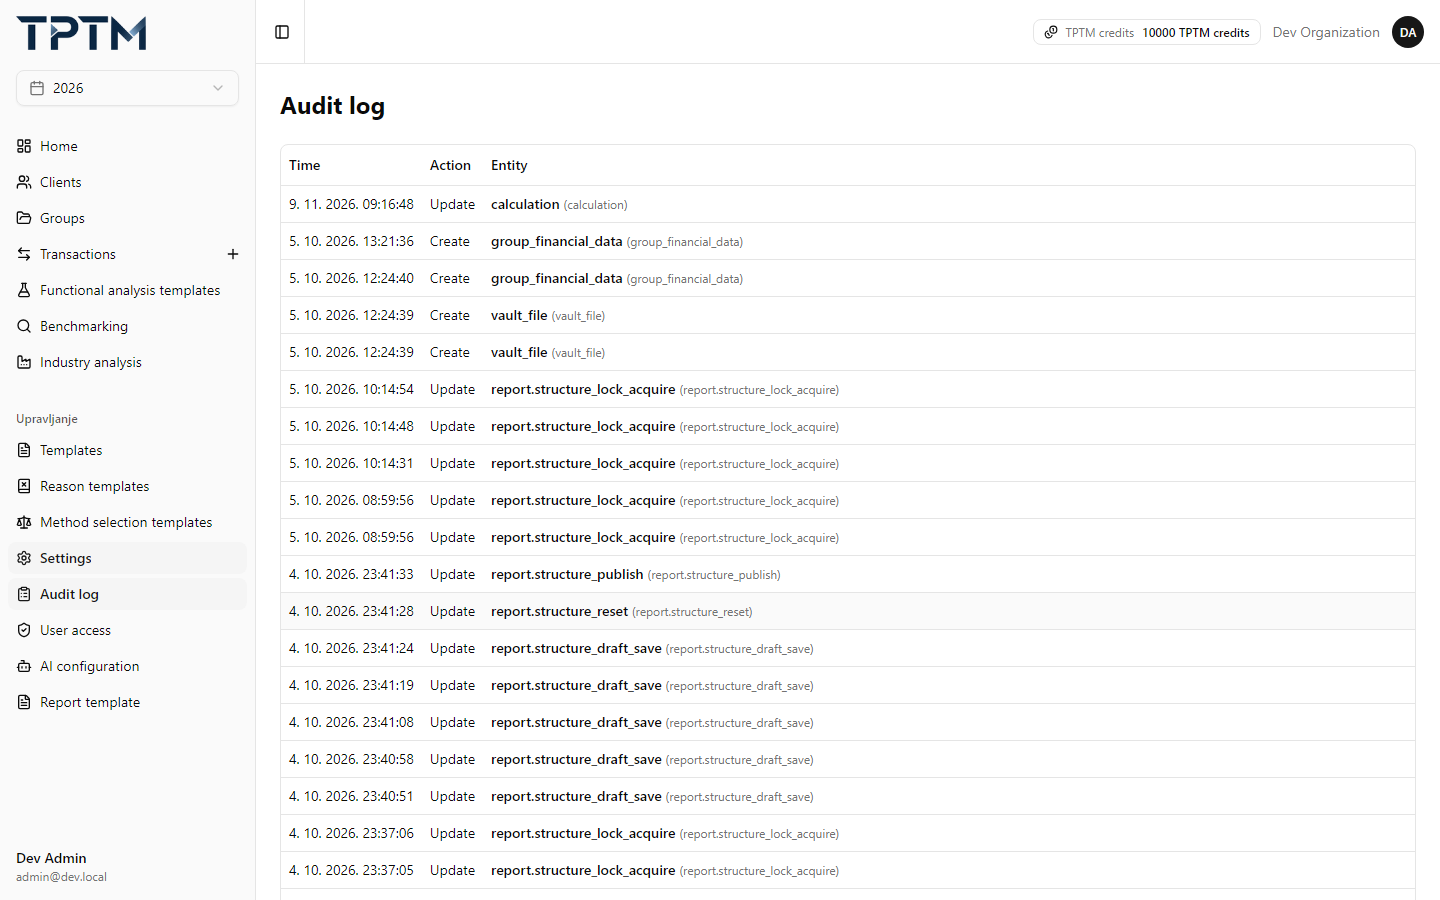 TPTM
TPTM credits 10000 TPTM credits Dev Organization DA
2026
Home
Clients
Groups
Transactions
Functional analysis templates
Benchmarking
Industry analysis
Upravljanje
Templates
Reason templates
Method selection templates
Settings
Audit log
User access
AI configuration
Report template
Dev Admin
admin@dev.local
Audit log
Time Action Entity
9. 11. 2026. 09:16:48 Update calculation (calculation)
5. 10. 2026. 13:21:36 Create group_financial_data (group_financial_data)
5. 10. 2026. 12:24:40 Create group_financial_data (group_financial_data)
5. 10. 2026. 12:24:39 Create vault_file (vault_file)
5. 10. 2026. 12:24:39 Create vault_file (vault_file)
5. 10. 2026. 10:14:54 Update report.structure_lock_acquire (report.structure_lock_acquire)
5. 10. 2026. 10:14:48 Update report.structure_lock_acquire (report.structure_lock_acquire)
5. 10. 2026. 10:14:31 Update report.structure_lock_acquire (report.structure_lock_acquire)
5. 10. 2026. 08:59:56 Update report.structure_lock_acquire (report.structure_lock_acquire)
5. 10. 2026. 08:59:56 Update report.structure_lock_acquire (report.structure_lock_acquire)
4. 10. 2026. 23:41:33 Update report.structure_publish (report.structure_publish)
4. 10. 2026. 23:41:28 Update report.structure_reset (report.structure_reset)
4. 10. 2026. 23:41:24 Update report.structure_draft_save (report.structure_draft_save)
4. 10. 2026. 23:41:19 Update report.structure_draft_save (report.structure_draft_save)
4. 10. 2026. 23:41:08 Update report.structure_draft_save (report.structure_draft_save)
4. 10. 2026. 23:40:58 Update report.structure_draft_save (report.structure_draft_save)
4. 10. 2026. 23:40:51 Update report.structure_draft_save (report.structure_draft_save)
4. 10. 2026. 23:37:06 Update report.structure_lock_acquire (report.structure_lock_acquire)
4. 10. 2026. 23:37:05 Update report.structure_lock_acquire (report.structure_lock_acquire)